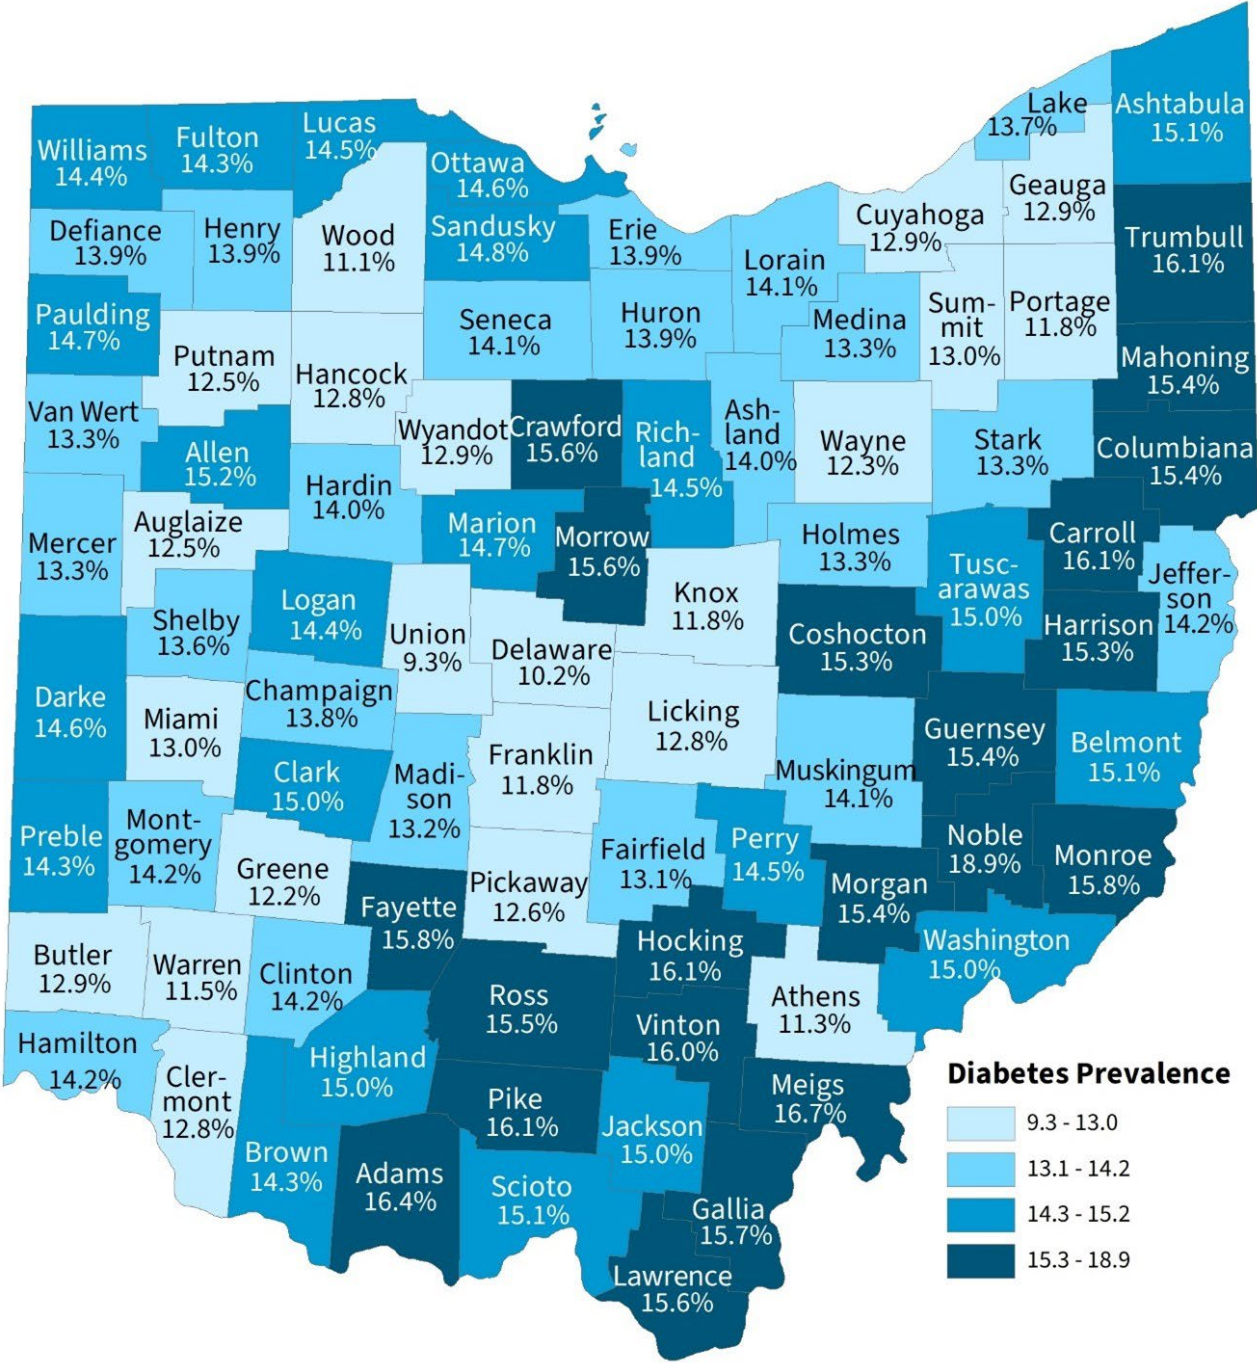 Lake
13.7%
Ashtabula
15.1%
Williams
14.4%
Fulton
14.3%
Lucas
14.5%
Ottawa
14.6%
Geauga
12.9%
Defiance
13.9%
Henry
13.9%
Wood
11.1%
Sandusky
14.8%
Erie
13.9%
Lorain
14.1%
Cuyahoga
12.9%
Trumbull
16.1%
Paulding
14.7%
Putnam
12.5%
Hancock
12.8%
Seneca
14.1%
Huron
13.9%
Medina
13.3%
Sum-
mit
13.0%
Portage
11.8%
Mahoning
15.4%
Van Wert
13.3%
Allen
15.2%
Wyandot
12.9%
Crawford
15.6%
Rich-
land
14.5%
Ash-
land
14.0%
Wayne
12.3%
Stark
13.3%
Columbiana
15.4%
Mercer
13.3%
Auglaize
12.5%
Hardin
14.0%
Marion
14.7%
Morrow
15.6%
Holmes
13.3%
Tusc-
arawas
15.0%
Carroll
16.1%
Jeffer-
son
14.2%
Shelby
13.6%
Logan
14.4%
Union
9.3%
Delaware
10.2%
Knox
11.8%
Coshocton
15.3%
Harrison
15.3%
Darke
14.6%
Miami
13.0%
Champaign
13.8%
Clark
15.0%
Madi-
son
13.2%
Franklin
11.8%
Licking
12.8%
Muskingum
14.1%
Guernsey
15.4%
Belmont
15.1%
Preble
14.3%
Mont-
gomery
14.2%
Greene
12.2%
Fayette
15.8%
Pickaway
12.6%
Fairfield
13.1%
Perry
14.5%
Morgan
15.4%
Noble
18.9%
Monroe
15.8%
Butler
12.9%
Warren
11.5%
Clinton
14.2%
Ross
15.5%
Hocking
16.1%
Vinton
16.0%
Athens
11.3%
Washington
15.0%
Hamilton
14.2%
Cler-
mont
12.8%
Highland
15.0%
Brown
14.3%
Adams
16.4%
Pike
16.1%
Scioto
15.1%
Jackson
15.0%
Meigs
16.7%
Gallia
15.7%
Lawrence
15.6%
Diabetes Prevalence
9.3 - 13.0
13.1 - 14.2
14.3 - 15.2
15.3 - 18.9